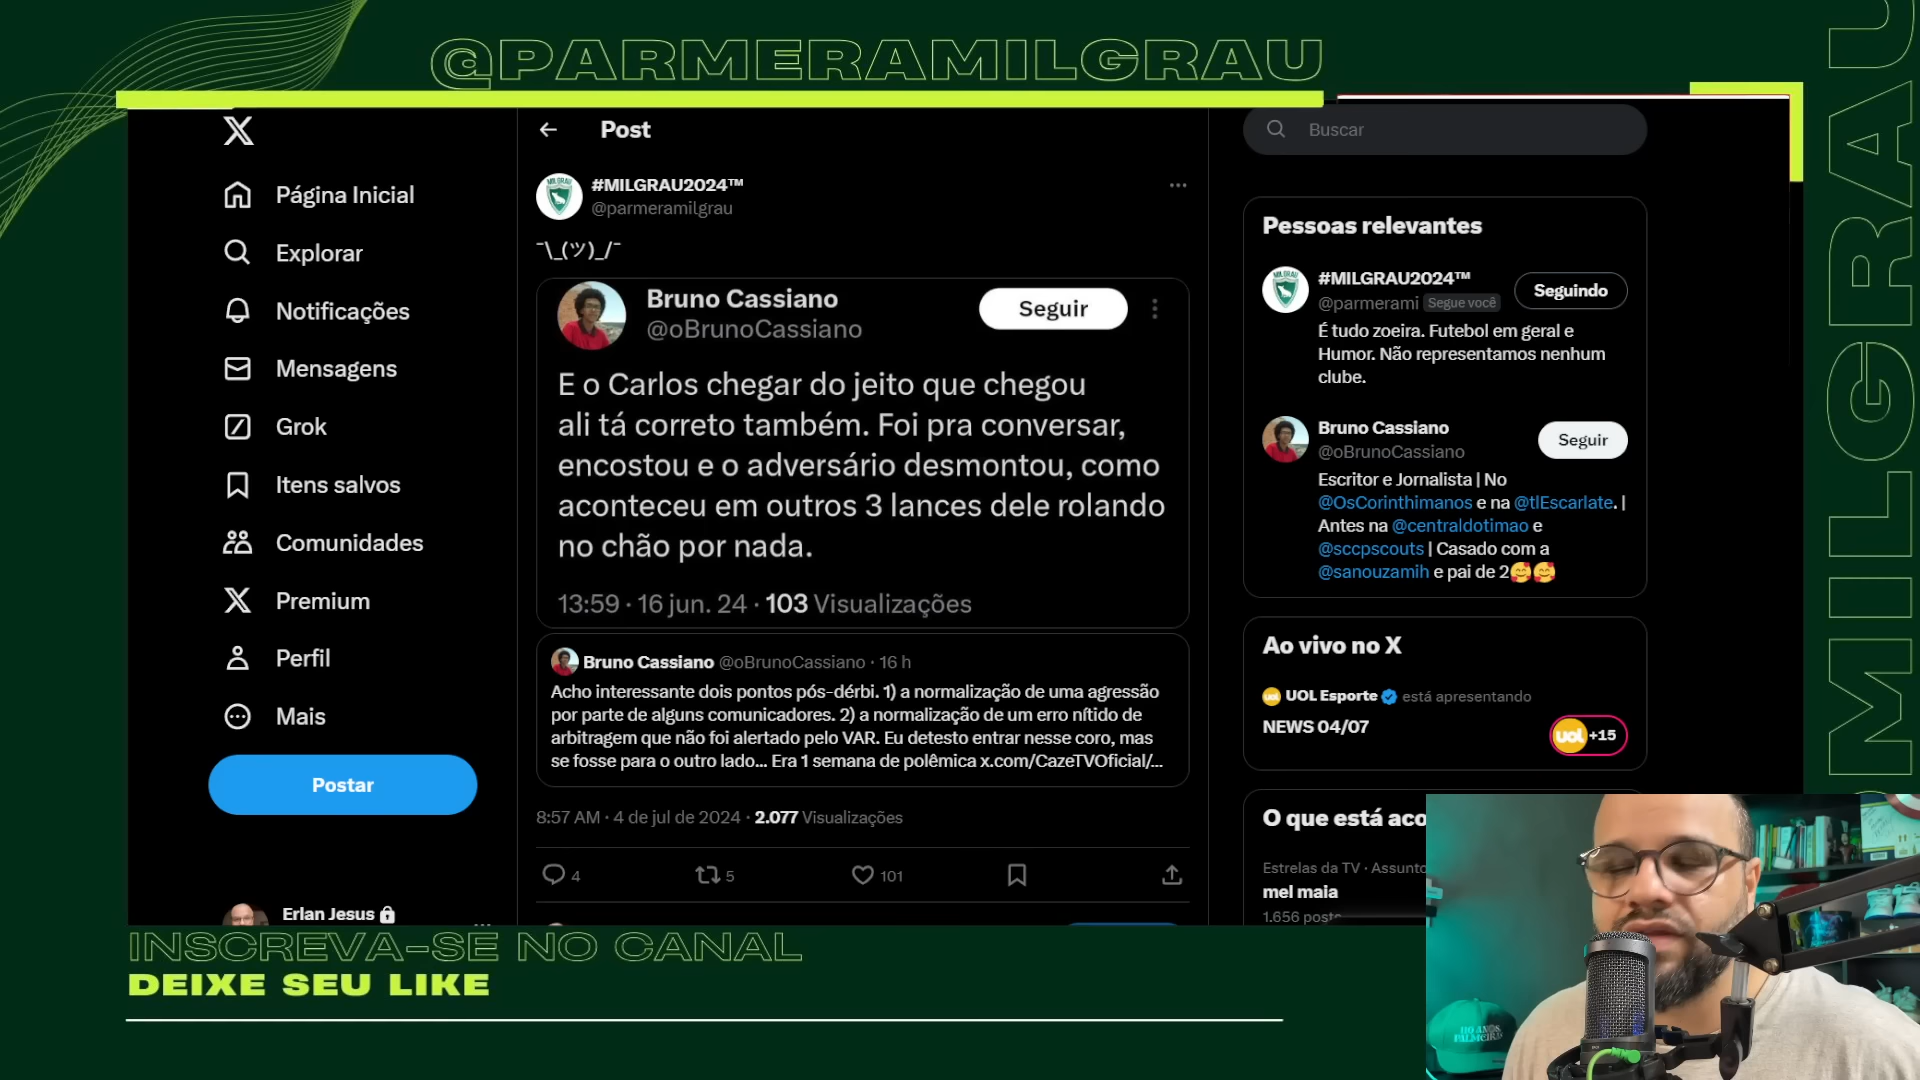 @PARMERAMILGRAU
Post
Buscar
Página Inicial
Explorar
Notificações
Mensagens
Grok
Itens salvos
Comunidades
Premium
Perfil
Mais
Postar
Erlan Jesus
#MILGRAU2024™
@parmeramilgrau
¯\_(ツ)_/¯
Bruno Cassiano
@oBrunoCassiano
Seguir
E o Carlos chegar do jeito que chegou
ali tá correto também. Foi pra conversar,
encostou e o adversário desmontou, como
aconteceu em outros 3 lances dele rolando
no chão por nada.
13:59 · 16 jun. 24 · 103 Visualizações
Bruno Cassiano @oBrunoCassiano · 16 h
Acho interessante dois pontos pós-dérbi. 1) a normalização de uma agressão
por parte de alguns comunicadores. 2) a normalização de um erro nítido de
arbitragem que não foi alertado pelo VAR. Eu detesto entrar nesse coro, mas
se fosse para o outro lado... Era 1 semana de polêmica x.com/CazeTVOficial/...
8:57 AM · 4 de jul de 2024 · 2.077 Visualizações
4
5
101
Pessoas relevantes
#MILGRAU2024™
@parmerami Segue você
Seguindo
É tudo zoeira. Futebol em geral e
Humor. Não representamos nenhum
clube.
Bruno Cassiano
@oBrunoCassiano
Seguir
Escritor e Jornalista | No
@OsCorinthimanos e na @tlEscarlate. |
Antes na @centraldotimao e
@sccpscouts | Casado com a
@sanouzamih e pai de 2🥰🥰
Ao vivo no X
UOL Esporte está apresentando
NEWS 04/07
uol +15
O que está aco
Estrelas da TV · Assunto
mel maia
1.656 posts
INSCREVA-SE NO CANAL
DEIXE SEU LIKE
110 ANOS
PALMEIRAS
MILGRAU